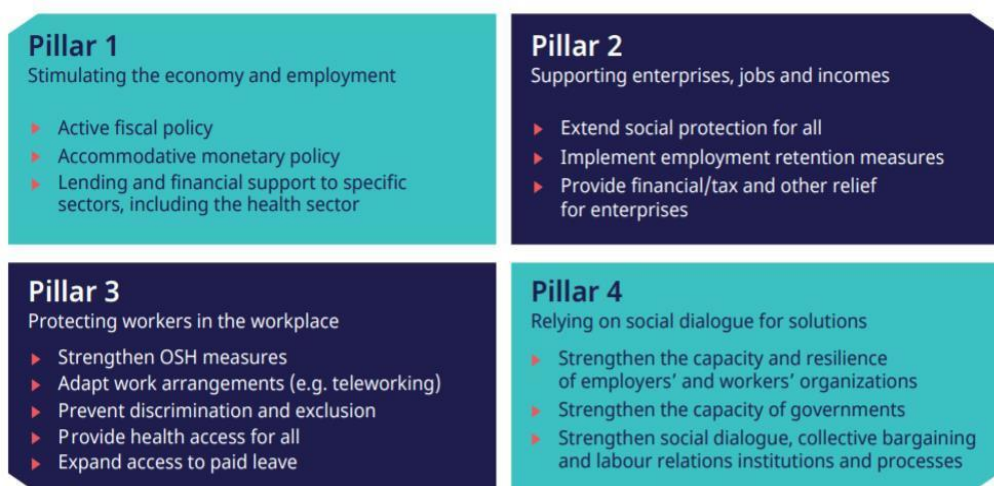 Pillar 1
Stimulating the economy and employment
Active fiscal policy
Accommodative monetary policy
Lending and financial support to specific
sectors, including the health sector
Pillar 2
Supporting enterprises, jobs and incomes
Extend social protection for all
Implement employment retention measures
Provide financial/tax and other relief
for enterprises
Pillar 3
Protecting workers in the workplace
Strengthen OSH measures
Adapt work arrangements (e.g. teleworking)
Prevent discrimination and exclusion
Provide health access for all
Expand access to paid leave
Pillar 4
Relying on social dialogue for solutions
Strengthen the capacity and resilience
of employers’ and workers’ organizations
Strengthen the capacity of governments
Strengthen social dialogue, collective bargaining
and labour relations institutions and processes